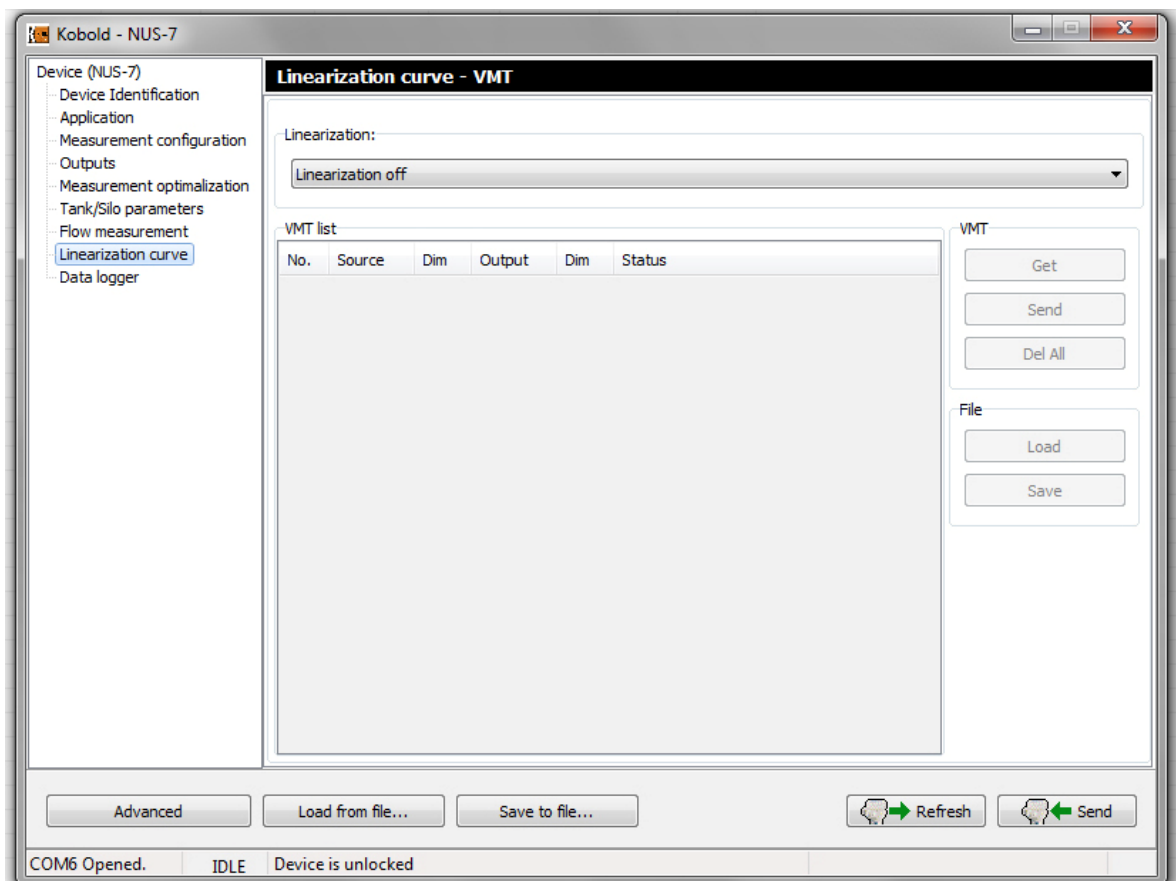 Kobold - NUS-7
Device (NUS-7)
Device Identification
Application
Measurement configuration
Outputs
Measurement optimalization
Tank/Silo parameters
Flow measurement
Linearization curve
Data logger
Linearization curve - VMT
Linearization:
Linearization off
VMT list
No. Source Dim Output Dim Status
VMT
Get
Send
Del All
File
Load
Save
Advanced Load from file... Save to file... Refresh Send
COM6 Opened. IDLE Device is unlocked